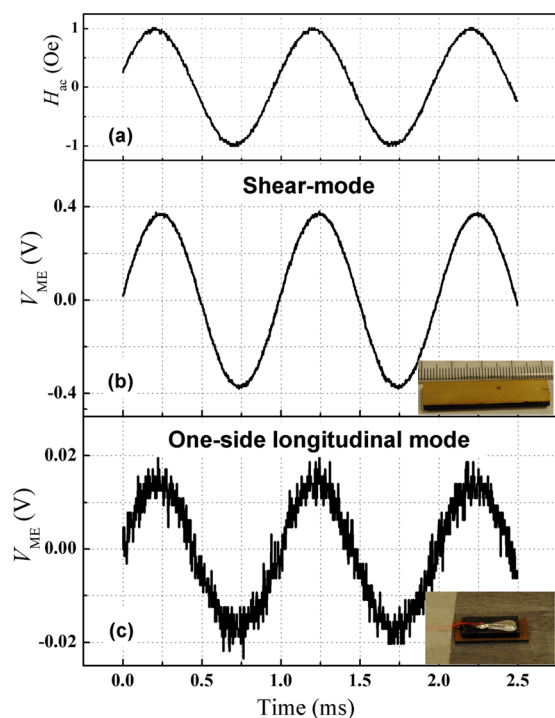 1
0
-1
H_ac (Oe)
(a)
Shear-mode
0.4
0.0
-0.4
V_ME (V)
(b)
One-side longitudinal mode
0.02
0.00
-0.02
V_ME (V)
(c)
0.0 0.5 1.0 1.5 2.0 2.5
Time (ms)